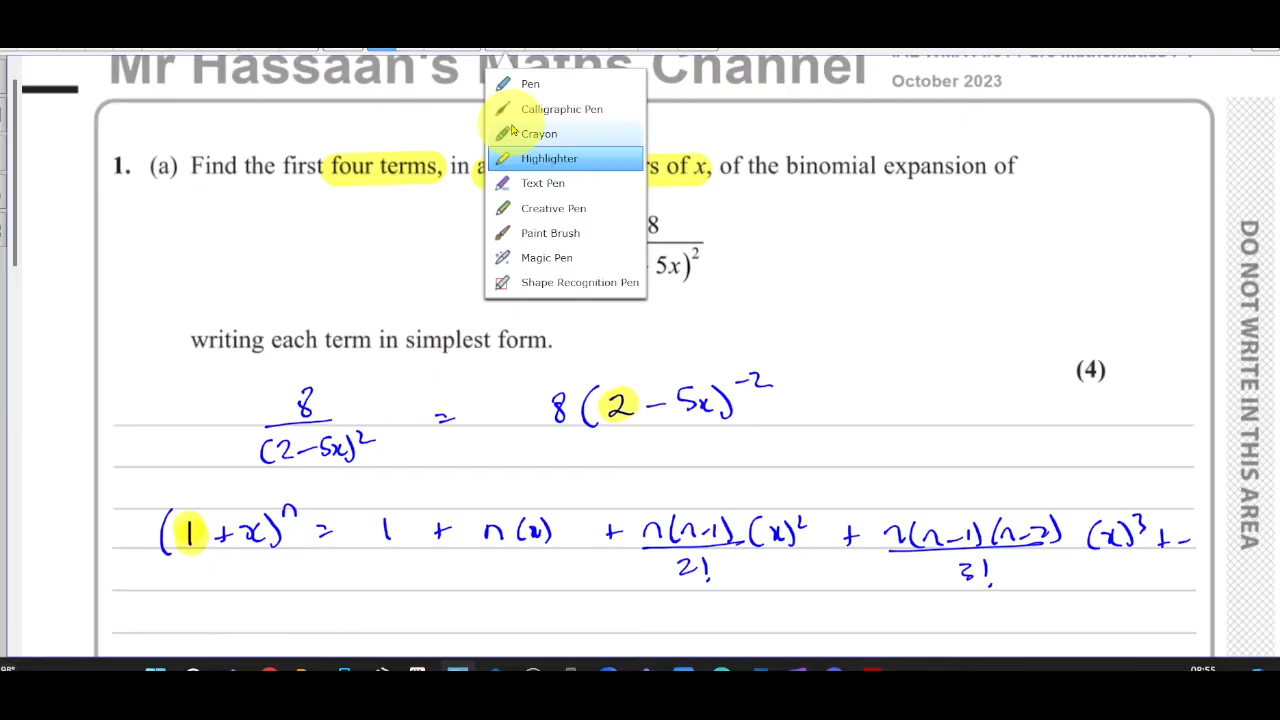 Mr Hassaan's Maths Channel
October 2023
Pen
Calligraphic Pen
Crayon
Highlighter
Text Pen
Creative Pen
Paint Brush
Magic Pen
Shape Recognition Pen
1. (a) Find the first four terms, in a s of x, of the binomial expansion of
8
5x)²
writing each term in simplest form.
(4)
8/(2-5x)² = 8(2-5x)⁻²
(1+x)ⁿ = 1 + n(x) + n(n-1)/2! (x)² + n(n-1)(n-2)/3! (x)³ + -
DO NOT WRITE IN THIS AREA
98°
08:55